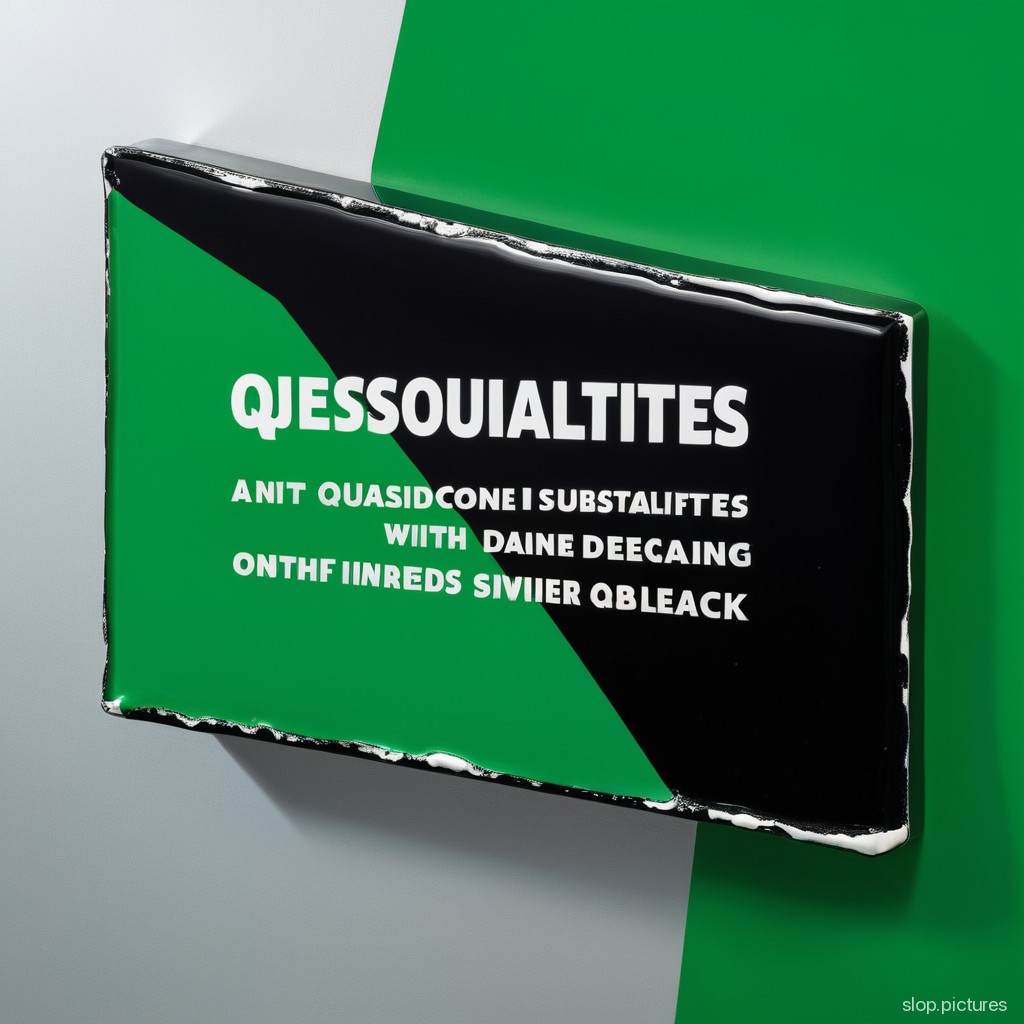 QJESSOUIALTITES
ANIT QUASIDCONE I SUBSTALIFTES
WIITH DAINE DEECAING
ONTHF IINREDS SIVIIER QBLEACK
slop.pictures